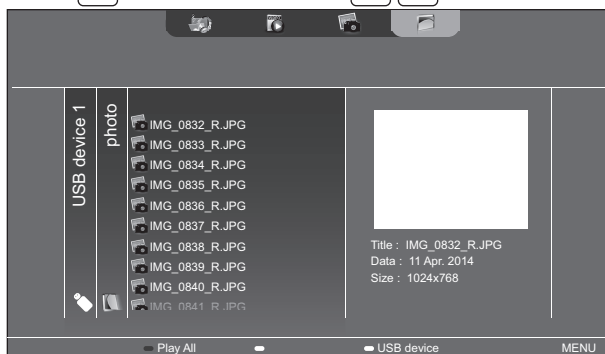 USB device 1
photo
IMG_0832_R.JPG
IMG_0833_R.JPG
IMG_0834_R.JPG
IMG_0835_R.JPG
IMG_0836_R.JPG
IMG_0837_R.JPG
IMG_0838_R.JPG
IMG_0839_R.JPG
IMG_0840_R.JPG
IMG_0841_R.JPG
Title : IMG_0832_R.JPG
Data : 11 Apr. 2014
Size : 1024x768
Play All
USB device
MENU